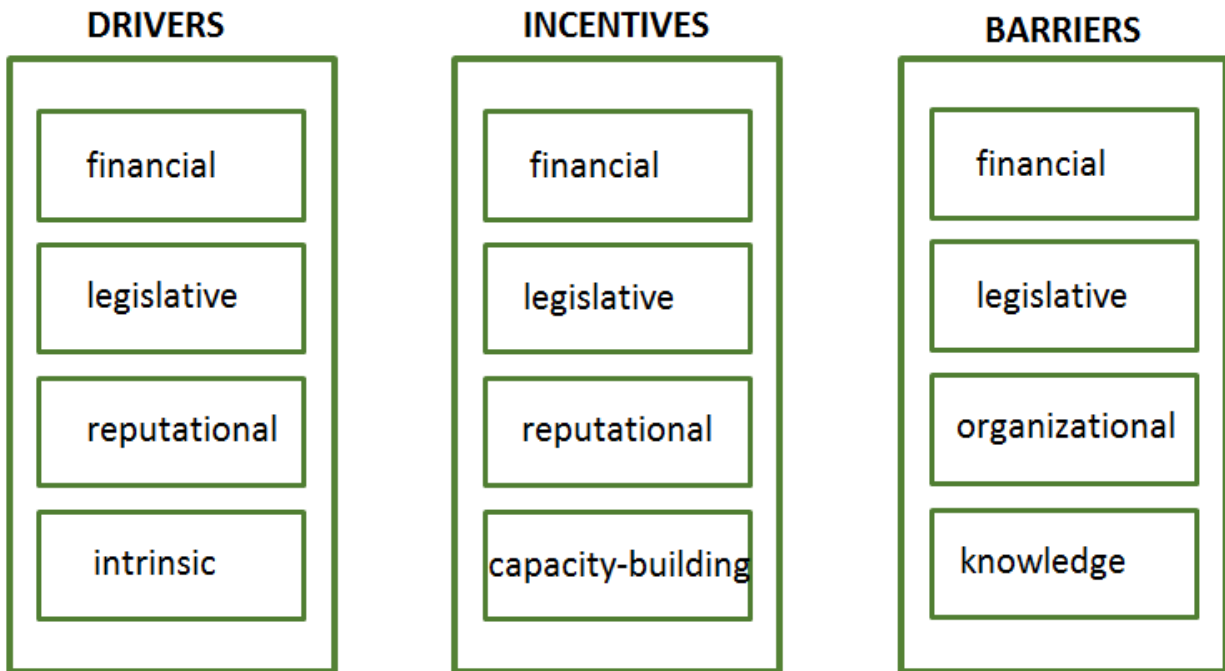 DRIVERS
financial
legislative
reputational
intrinsic
INCENTIVES
financial
legislative
reputational
capacity-building
BARRIERS
financial
legislative
organizational
knowledge